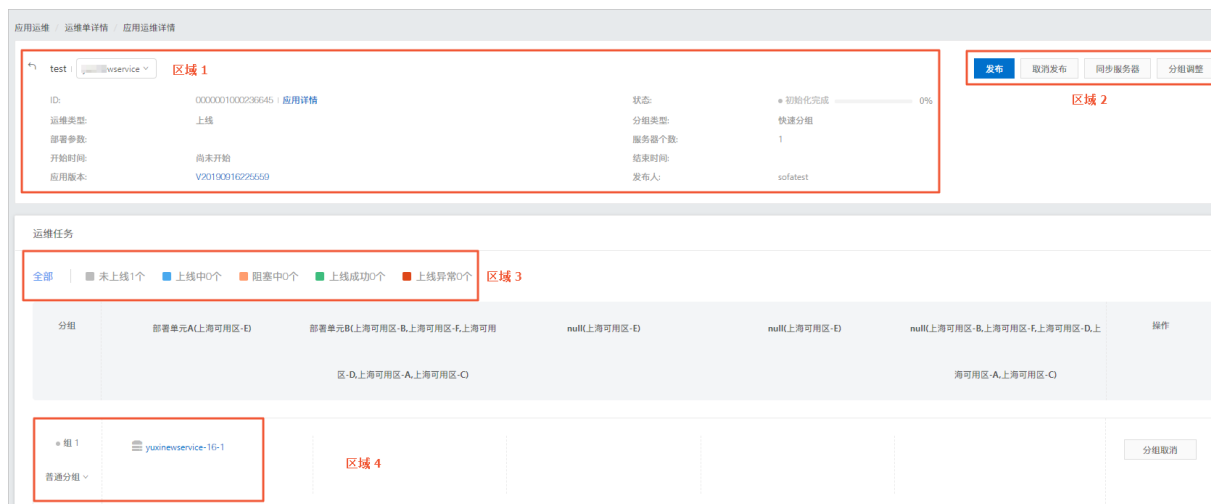 应用运维 / 运维单详情 / 应用运维详情
test | wservice 区域 1
发布 取消发布 同步服务器 分组调整
区域 2
ID: 0000001000236645 | 应用详情 状态: 初始化完成 0%
运维类型: 上线 分组类型: 快速分组
部署参数: 服务器个数: 1
开始时间: 尚未开始 结束时间:
应用版本: V20190916225559 发布人: sofatest
运维任务
全部 未上线1个 上线中0个 阻塞中0个 上线成功0个 上线异常0个 区域 3
分组 部署单元A(上海可用区-E) 部署单元B(上海可用区-B,上海可用区-F,上海可用 null(上海可用区-E) null(上海可用区-E) null(上海可用区-B,上海可用区-F,上海可用区-D,上 操作
区-D,上海可用区-A,上海可用区-C) 海可用区-A,上海可用区-C)
组 1 yuxinewservice-16-1 分组取消
区域 4
普通分组